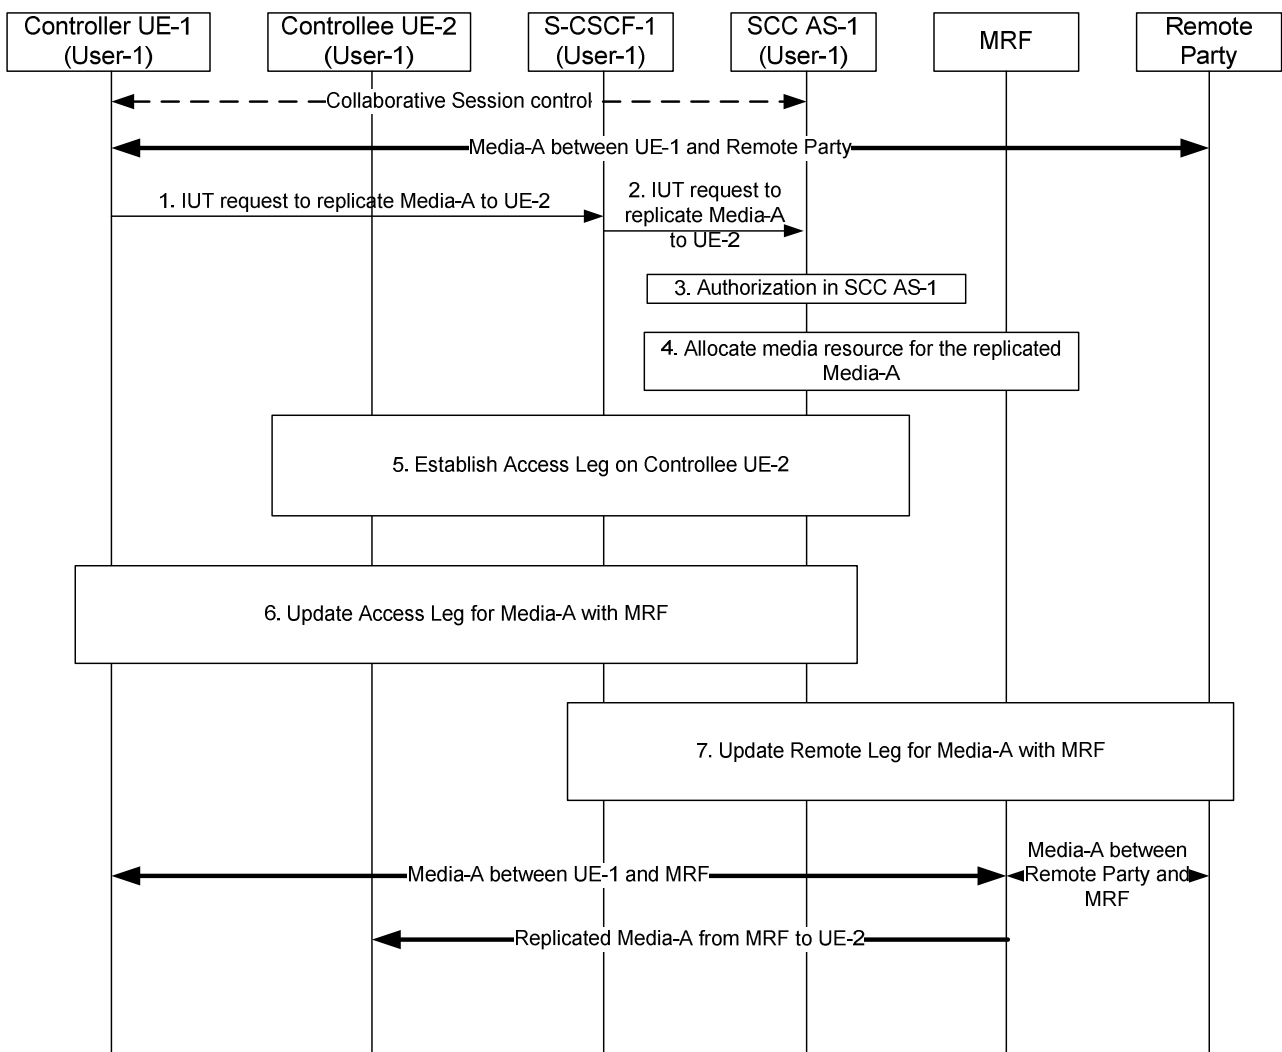 Controller UE-1
(User-1)
Controllee UE-2
(User-1)
S-CSCF-1
(User-1)
SCC AS-1
(User-1)
MRF
Remote
Party
Collaborative Session control
Media-A between UE-1 and Remote Party
1. IUT request to replicate Media-A to UE-2
2. IUT request to
replicate Media-A
to UE-2
3. Authorization in SCC AS-1
4. Allocate media resource for the replicated
Media-A
5. Establish Access Leg on Controllee UE-2
6. Update Access Leg for Media-A with MRF
7. Update Remote Leg for Media-A with MRF
Media-A between UE-1 and MRF
Media-A between
Remote Party and
MRF
Replicated Media-A from MRF to UE-2